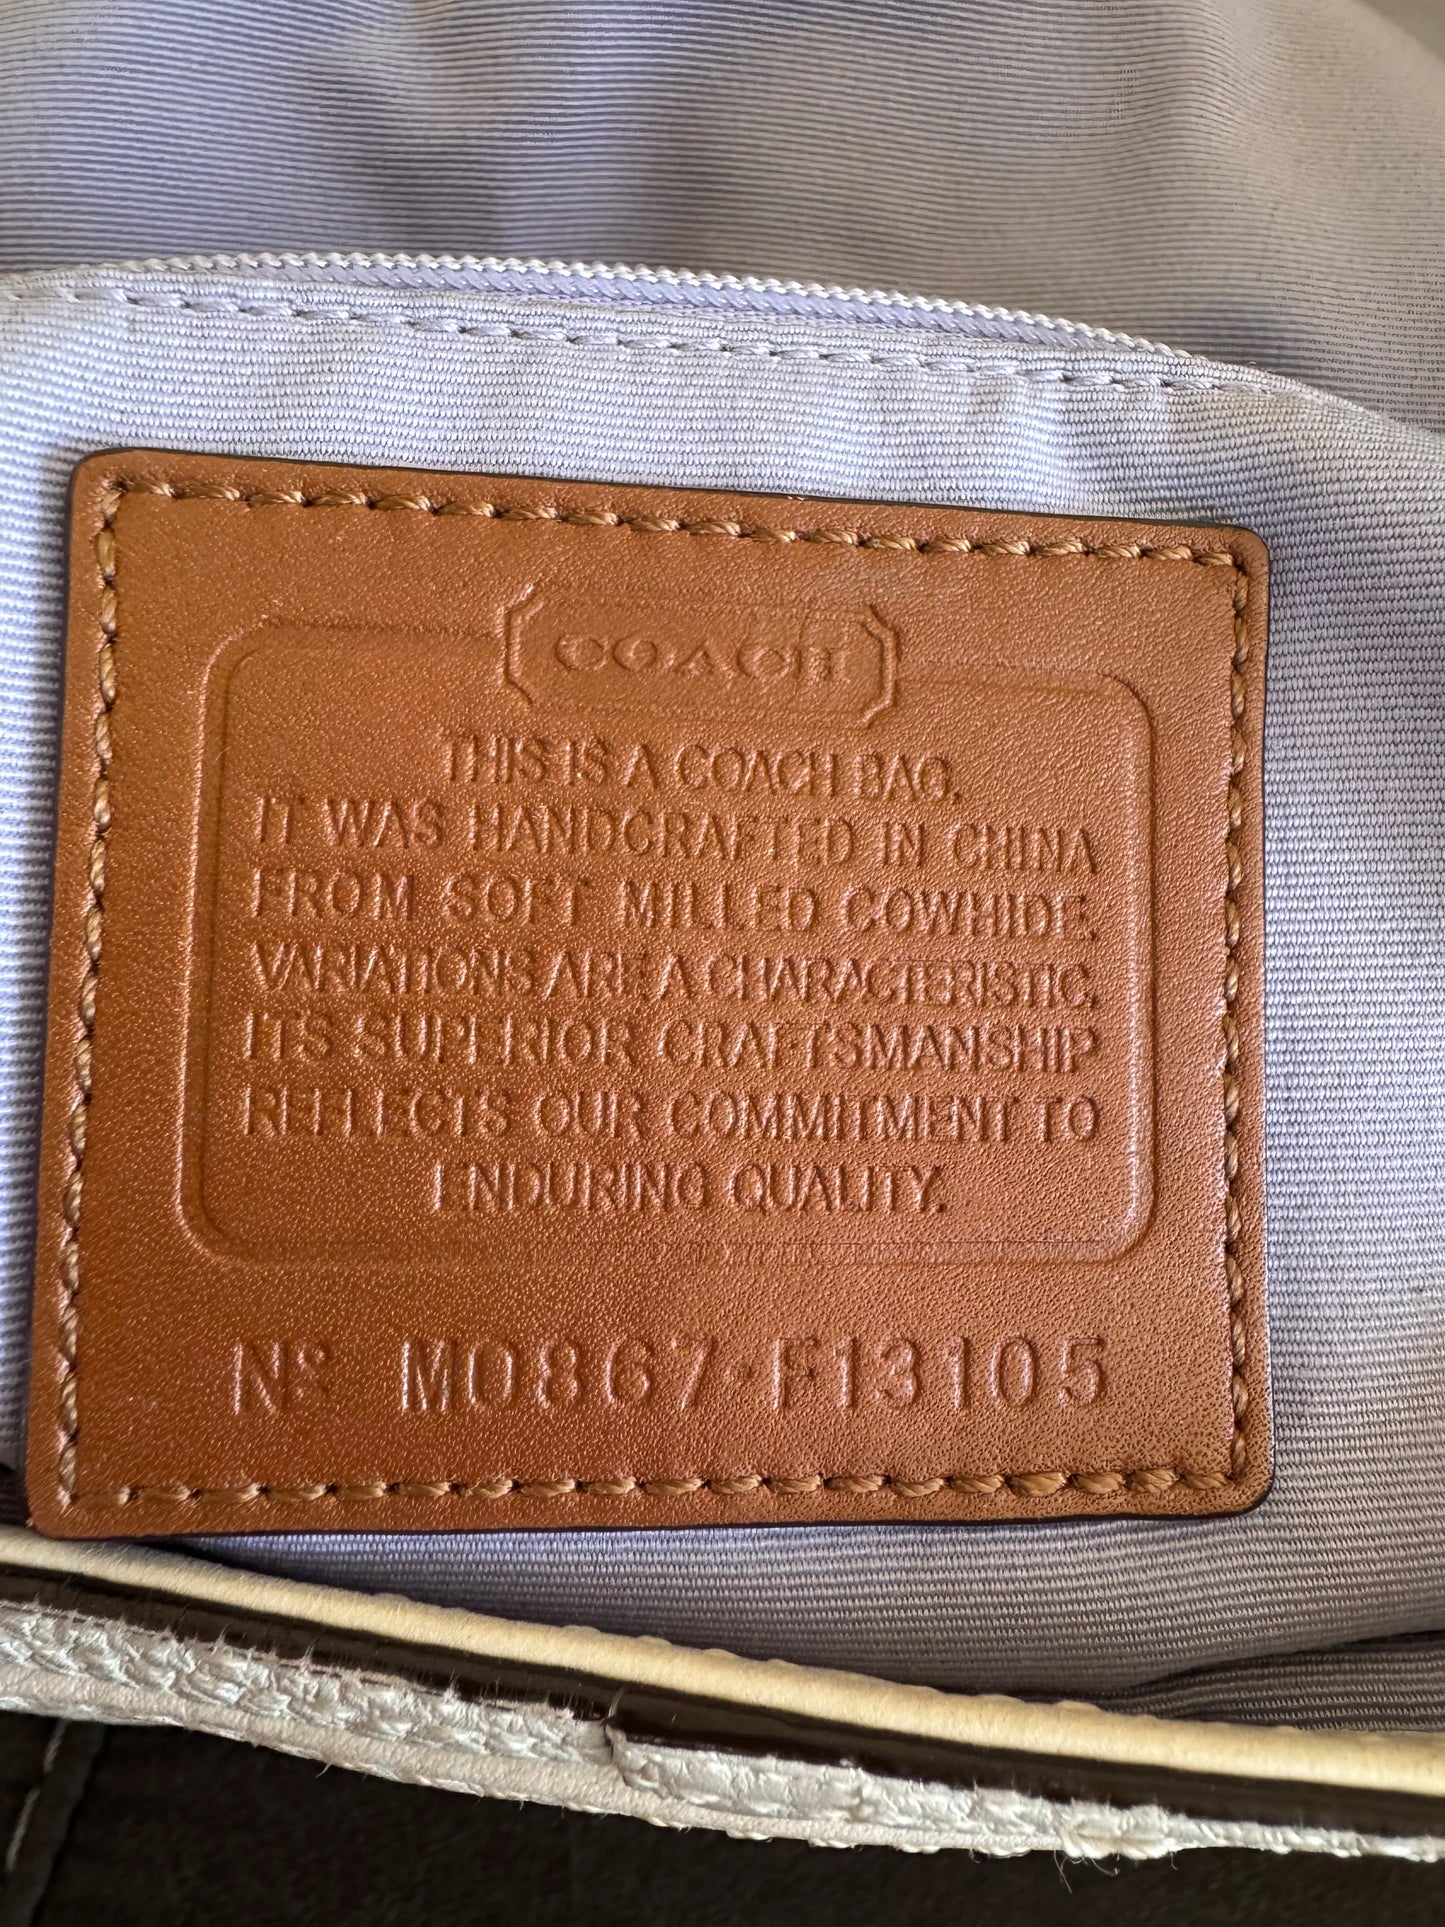 COACH
THIS IS A COACH BAG.
IT WAS HANDCRAFTED IN CHINA
FROM SOFT MILLED COWHIDE.
VARIATIONS ARE A CHARACTERISTIC.
ITS SUPERIOR CRAFTSMANSHIP
REFLECTS OUR COMMITMENT TO
ENDURING QUALITY.
Nº M0867-F13105